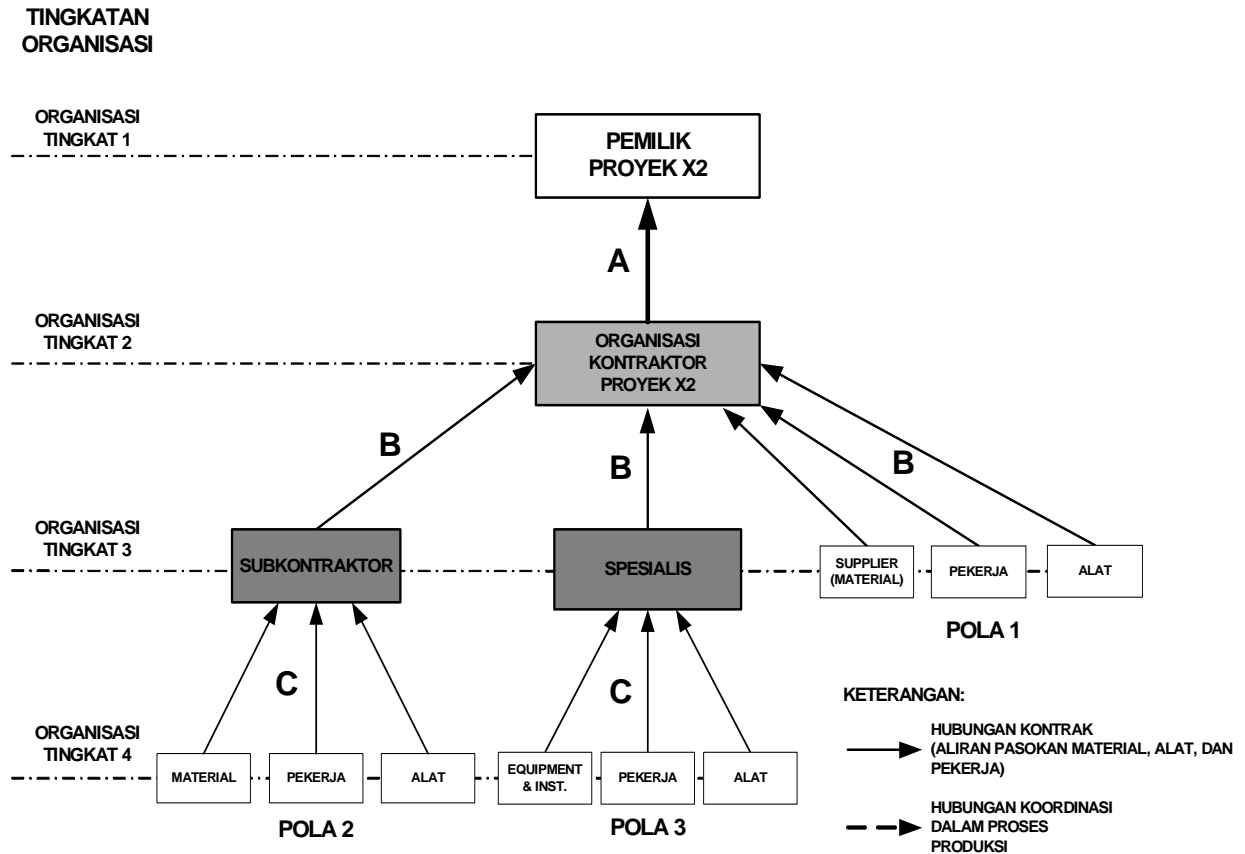 TINGKATAN
ORGANISASI
ORGANISASI
TINGKAT 1
PEMILIK
PROYEK X2
A
ORGANISASI
TINGKAT 2
ORGANISASI
KONTRAKTOR
PROYEK X2
B
B
B
ORGANISASI
TINGKAT 3
SUBKONTRAKTOR
SPESIALIS
SUPPLIER
(MATERIAL)
PEKERJA
ALAT
POLA 1
C
C
ORGANISASI
TINGKAT 4
MATERIAL
PEKERJA
ALAT
EQUIPMENT
& INST.
PEKERJA
ALAT
POLA 2
POLA 3
KETERANGAN:
HUBUNGAN KONTRAK
(ALIRAN PASOKAN MATERIAL, ALAT, DAN
PEKERJA)
HUBUNGAN KOORDINASI
DALAM PROSES
PRODUKSI